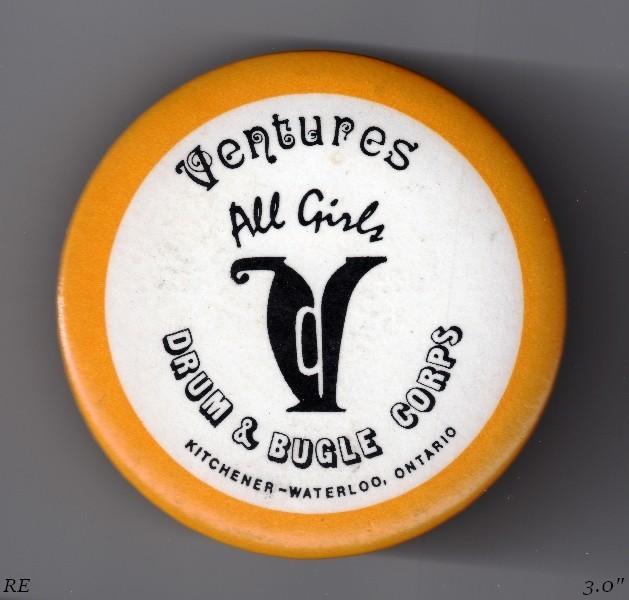 Ventures
All Girls
V
DRUM & BUGLE CORPS
KITCHENER-WATERLOO, ONTARIO
RE
3.0"